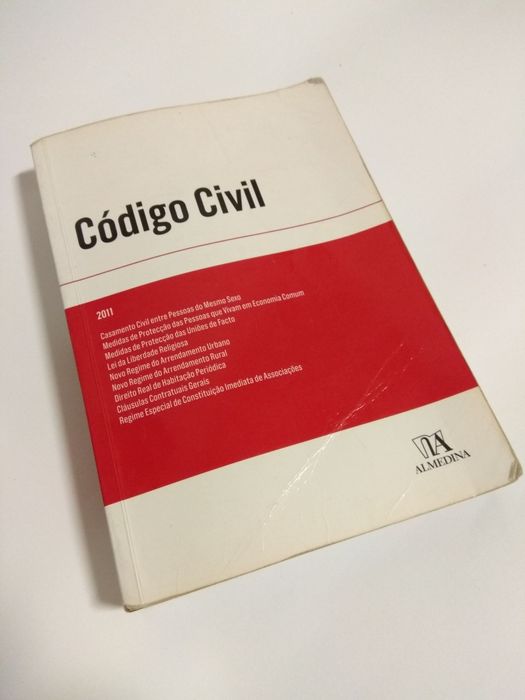 Código Civil
2011
Casamento Civil entre Pessoas do Mesmo Sexo
Medidas de Protecção das Pessoas que Vivam em Economia Comum
Medidas de Protecção das Uniões de Facto
Lei da Liberdade Religiosa
Novo Regime do Arrendamento Urbano
Novo Regime do Arrendamento Rural
Direito Real de Habitação Periódica
Cláusulas Contratuais Gerais
Regime Especial de Constituição Imediata de Associações
ALMEDINA